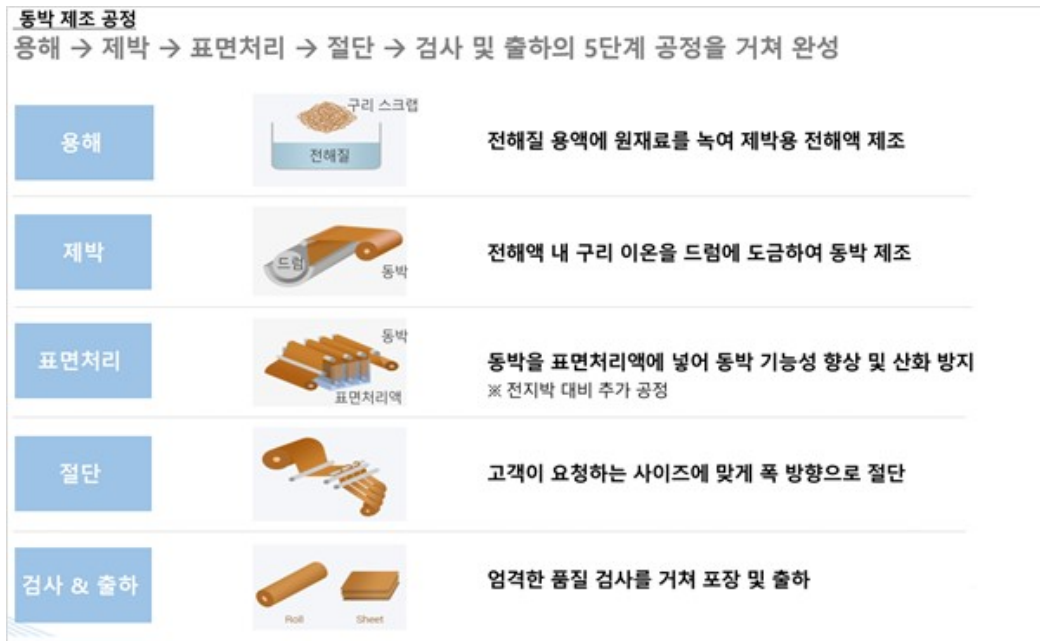 동박 제조 공정
용해 → 제박 → 표면처리 → 절단 → 검사 및 출하의 5단계 공정을 거쳐 완성
용해
구리 스크랩
전해질
전해질 용액에 원재료를 녹여 제박용 전해액 제조
제박
드럼
동박
전해액 내 구리 이온을 드럼에 도금하여 동박 제조
표면처리
동박
표면처리액
동박을 표면처리액에 넣어 동박 기능성 향상 및 산화 방지
※ 전지박 대비 추가 공정
절단
고객이 요청하는 사이즈에 맞게 폭 방향으로 절단
검사 & 출하
Roll
Sheet
엄격한 품질 검사를 거쳐 포장 및 출하